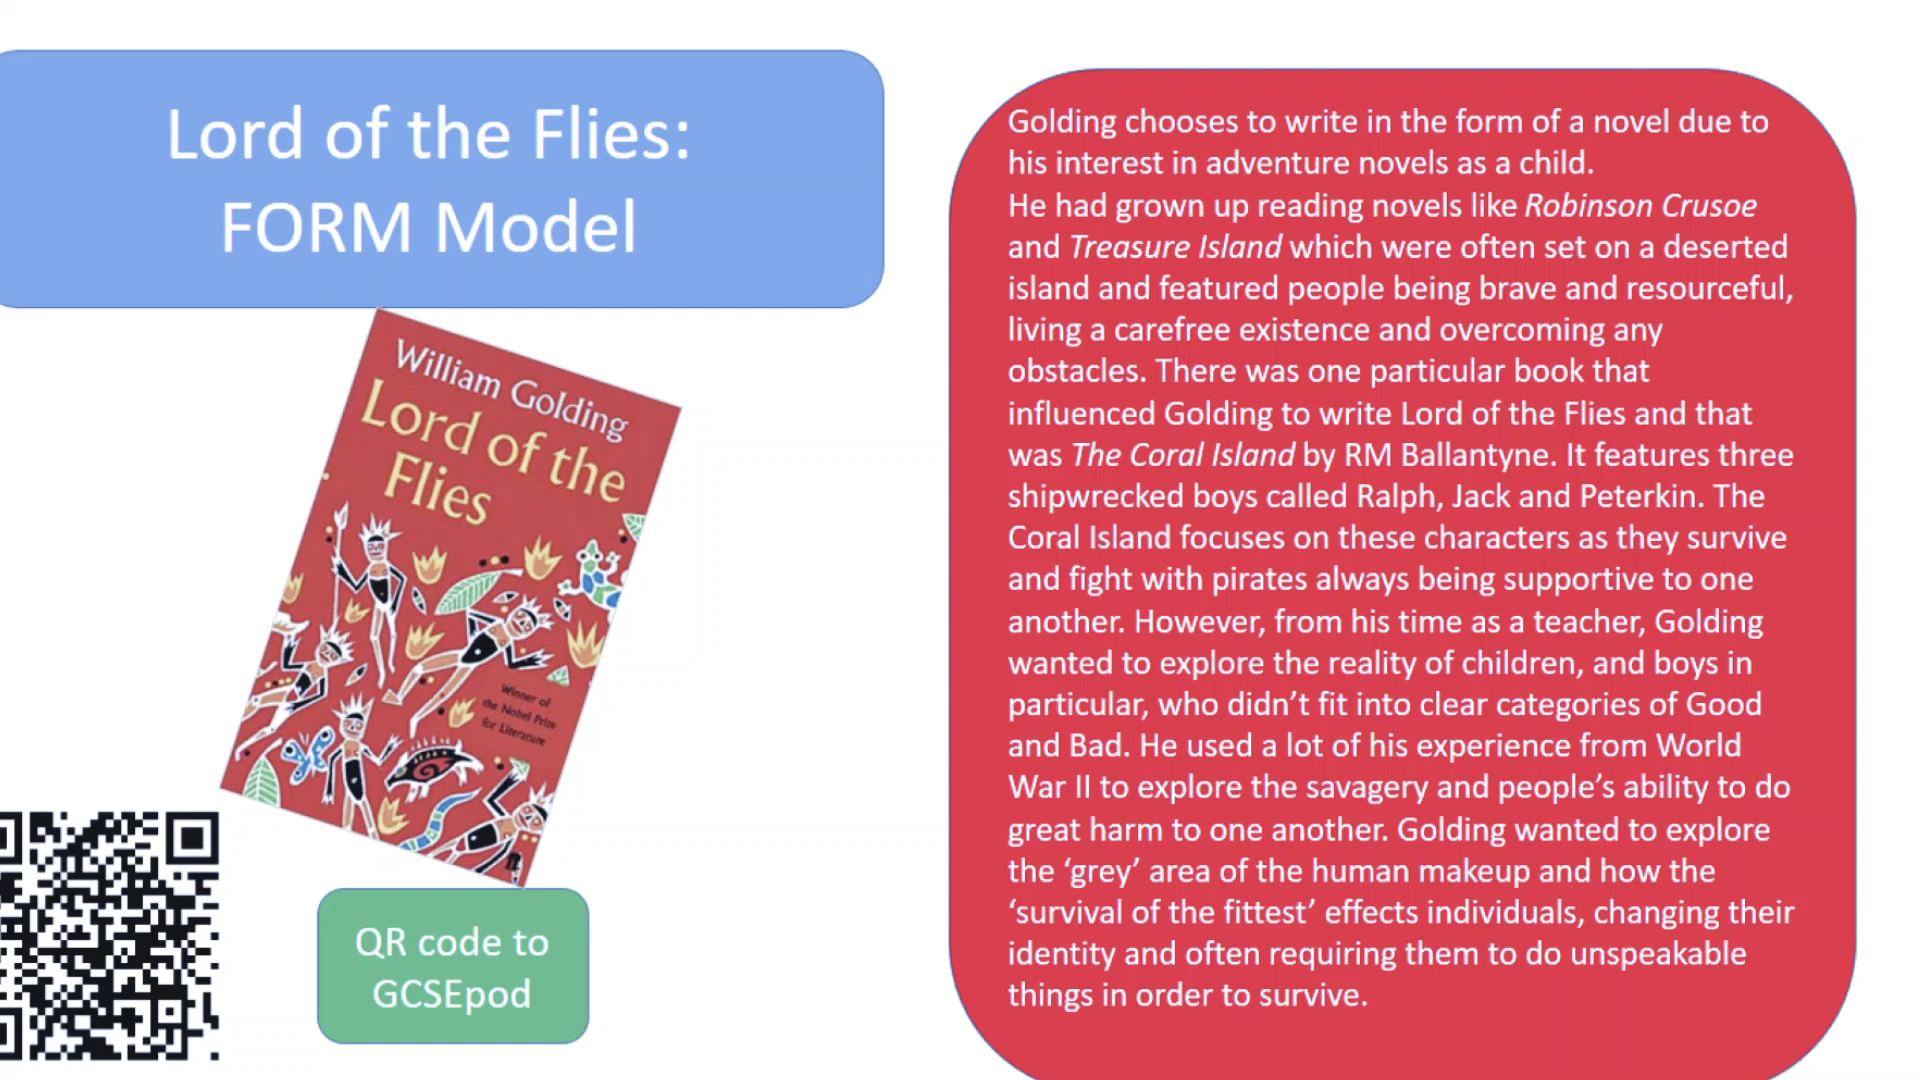 Lord of the Flies:
FORM Model
William Golding
Lord of the
Flies
Winner of
the Nobel Prize
for Literature
QR code to
GCSEpod
Golding chooses to write in the form of a novel due to
his interest in adventure novels as a child.
He had grown up reading novels like Robinson Crusoe
and Treasure Island which were often set on a deserted
island and featured people being brave and resourceful,
living a carefree existence and overcoming any
obstacles. There was one particular book that
influenced Golding to write Lord of the Flies and that
was The Coral Island by RM Ballantyne. It features three
shipwrecked boys called Ralph, Jack and Peterkin. The
Coral Island focuses on these characters as they survive
and fight with pirates always being supportive to one
another. However, from his time as a teacher, Golding
wanted to explore the reality of children, and boys in
particular, who didn’t fit into clear categories of Good
and Bad. He used a lot of his experience from World
War II to explore the savagery and people’s ability to do
great harm to one another. Golding wanted to explore
the ‘grey’ area of the human makeup and how the
‘survival of the fittest’ effects individuals, changing their
identity and often requiring them to do unspeakable
things in order to survive.